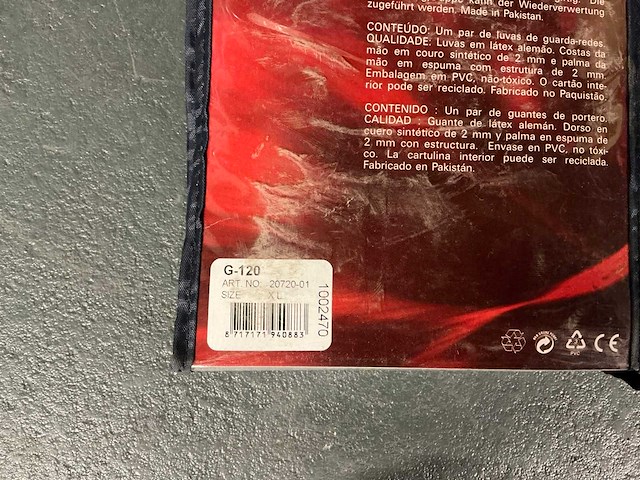 kann der Wiederverwertung
zugeführt werden. Made in Pakistan.
CONTEÚDO: Um par de luvas de guarda-redes
QUALIDADE: Luvas em látex alemão. Costas da
mão em couro sintético de 2 mm e palma da
mão em espuma com estrutura de 2 mm.
Embalagem em PVC, não-tóxico. O cartão inte-
rior pode ser reciclado. Fabricado no Paquistão.
CONTENIDO : Un par de guantes de portero.
CALIDAD : Guante de látex alemán. Dorso en
cuero sintético de 2 mm y palma en espuma de
2 mm con estructura. Envase en PVC, no tóxi-
co. La cartulina interior puede ser reciclada.
Fabricado en Pakistán.
G-120
ART. NO: 20720-01
SIZE XL
8 717171 940883
1002470
PVC
CE